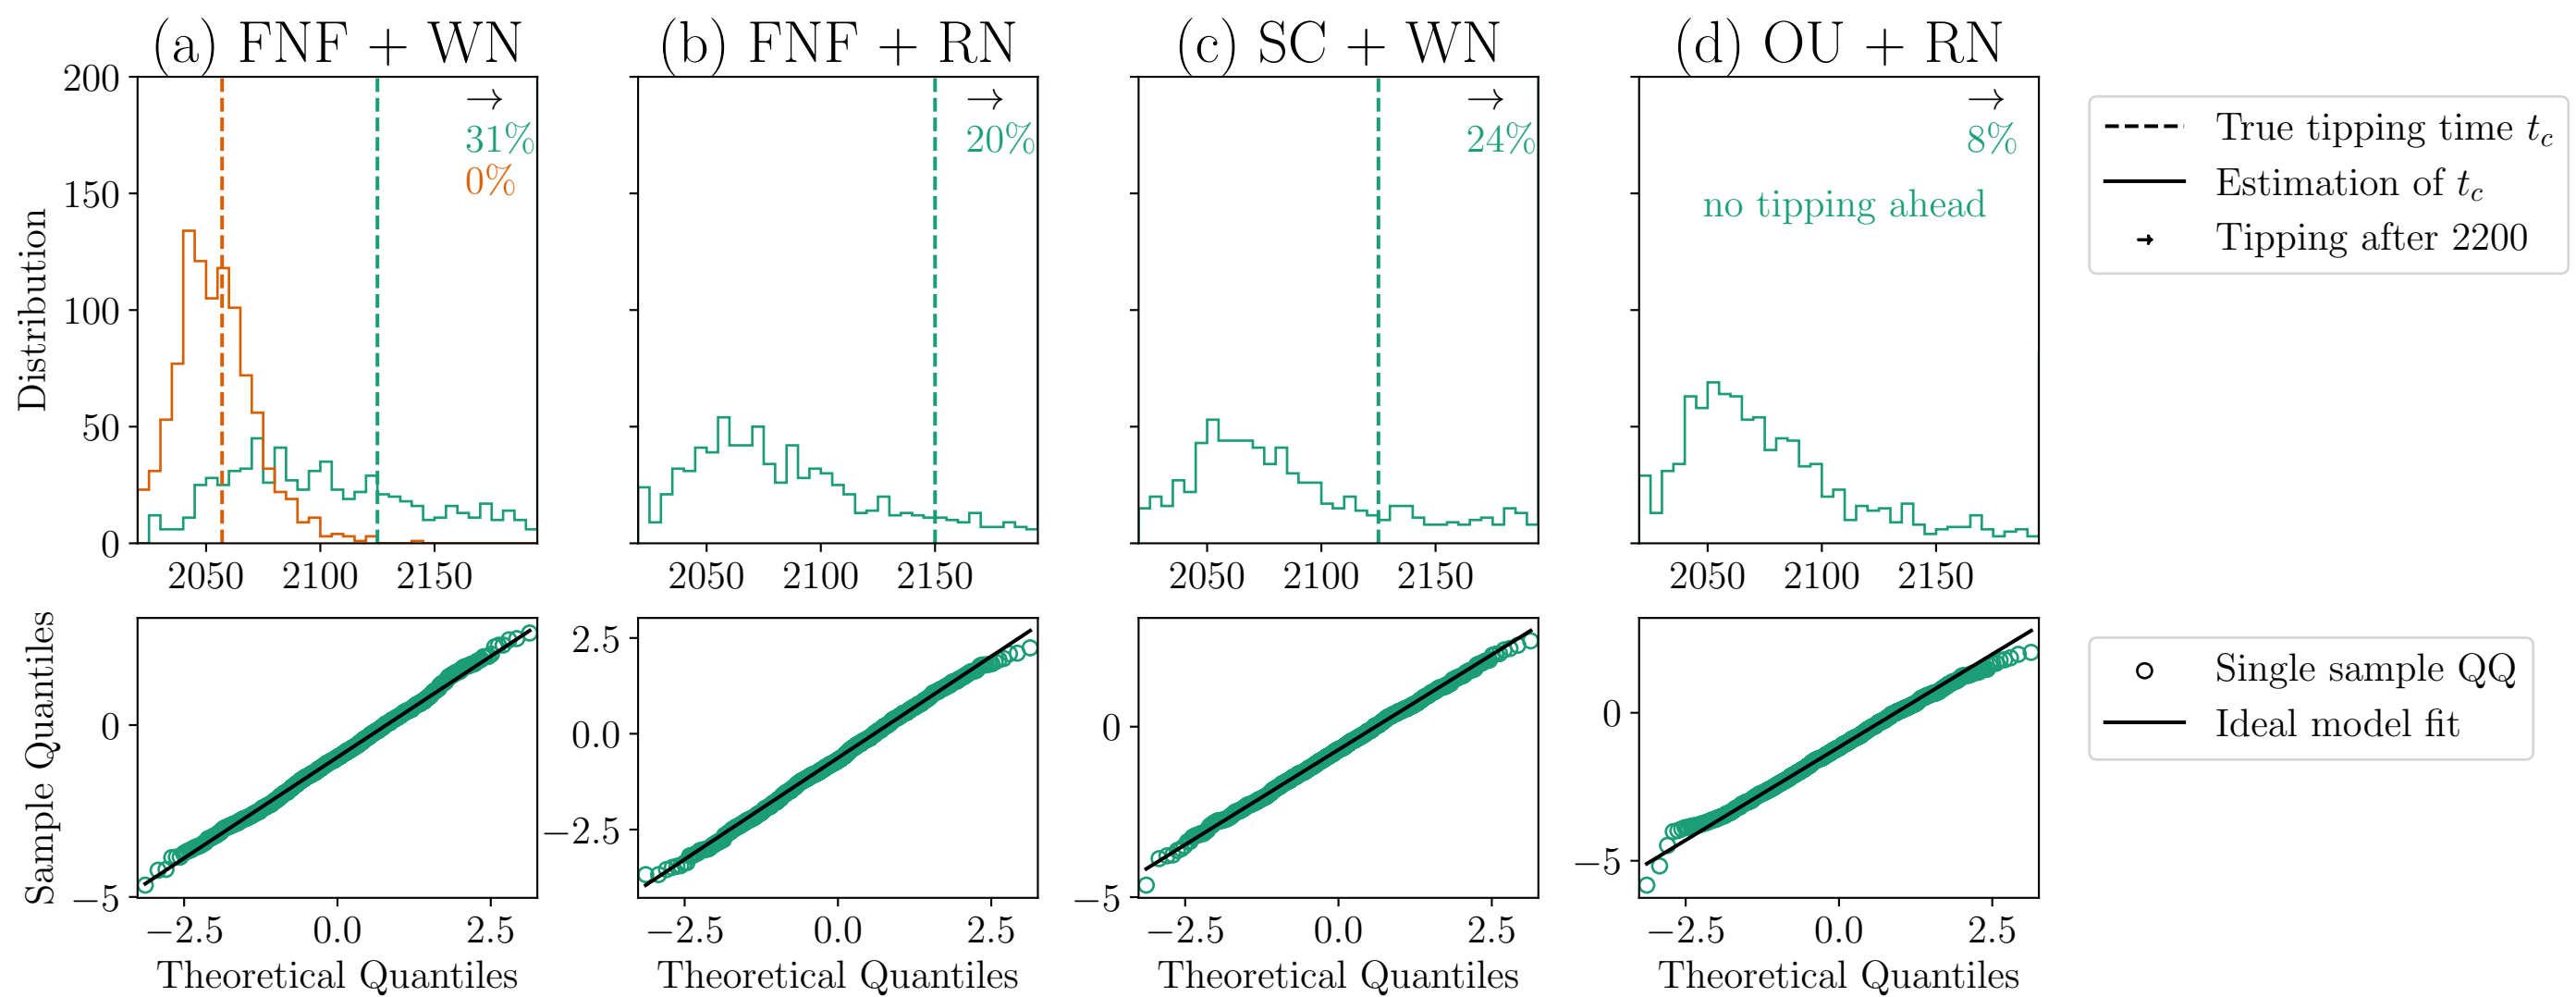 (a) FNF + WN
(b) FNF + RN
(c) SC + WN
(d) OU + RN
Distribution
200
150
100
50
0
→
31%
0%
→
20%
→
24%
→
8%
no tipping ahead
2050 2100 2150
2050 2100 2150
2050 2100 2150
2050 2100 2150
True tipping time t_c
Estimation of t_c
Tipping after 2200
Sample Quantiles
0
−5
2.5
0.0
−2.5
0
−5
0
−5
−2.5 0.0 2.5
−2.5 0.0 2.5
−2.5 0.0 2.5
−2.5 0.0 2.5
Theoretical Quantiles
Theoretical Quantiles
Theoretical Quantiles
Theoretical Quantiles
Single sample QQ
Ideal model fit